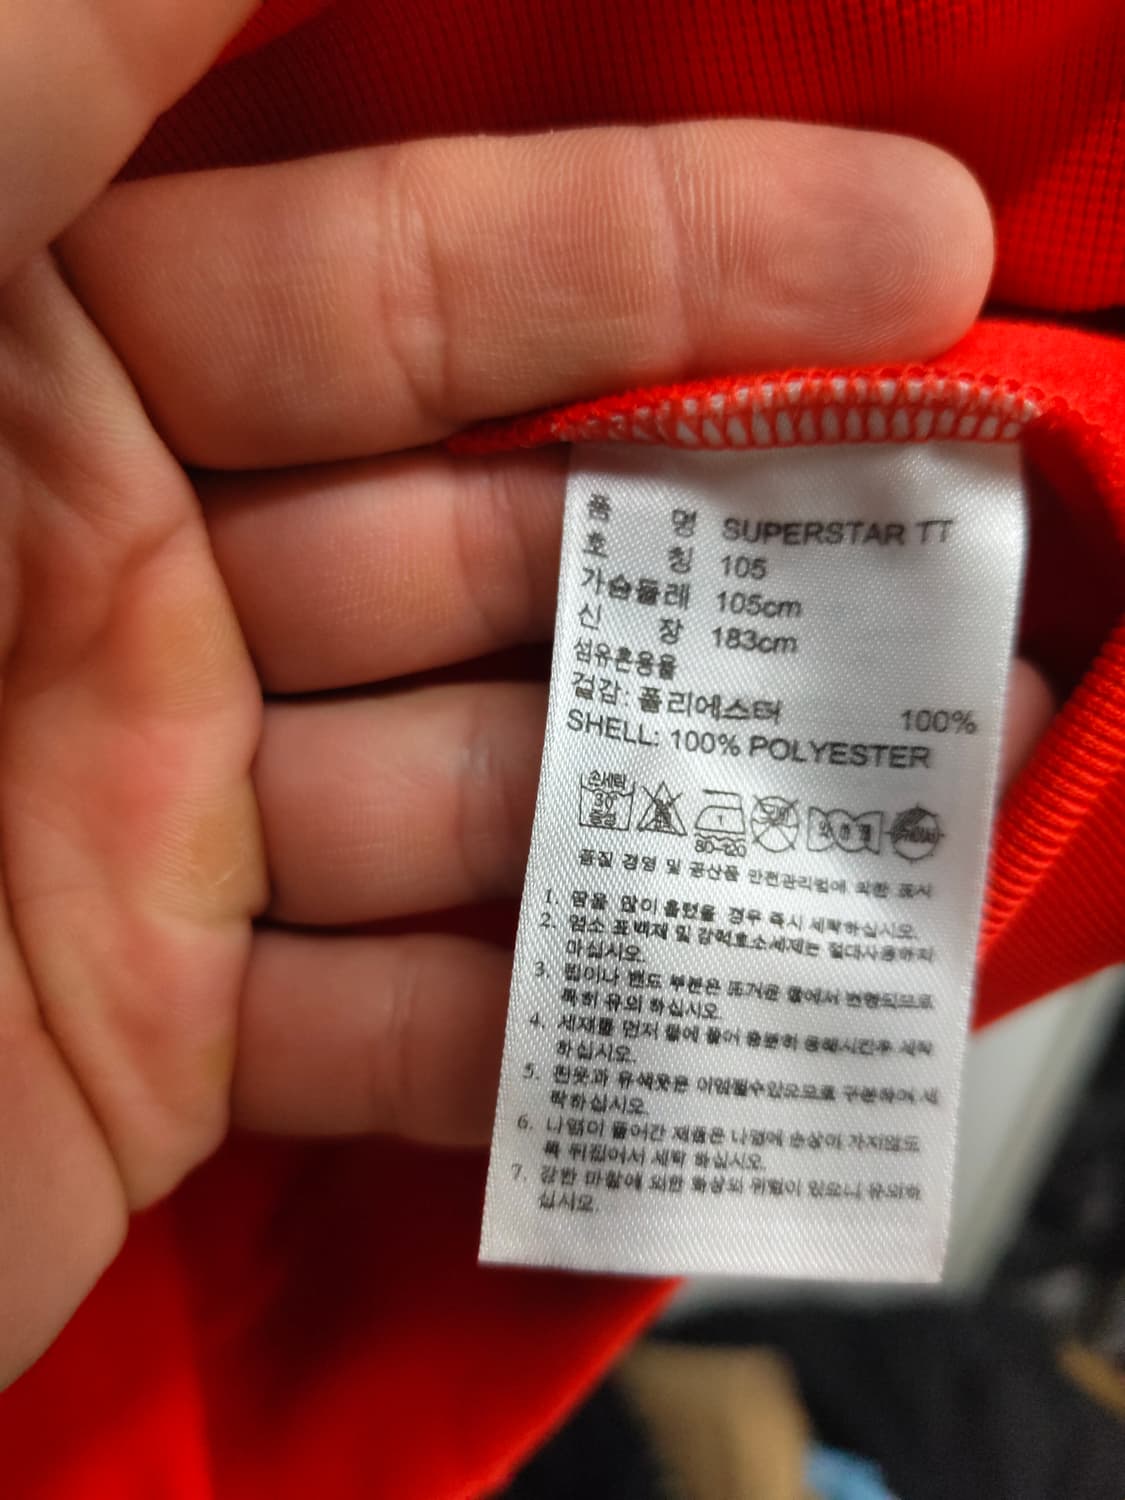 품 명 SUPERSTAR TT
호 칭 105
가슴둘레 105cm
신 장 183cm
섬유혼용율
겉감: 폴리에스터 100%
SHELL: 100% POLYESTER
손세탁
30
중성
1
80~120
품질 경영 및 공산품 안전관리법에 의한 표시
1. 땀을 많이 흘렸을 경우 즉시 세탁하십시오.
2. 염소 표백제 및 강력효소세제는 절대사용하지
마십시오.
3. 립이나 밴드 부분은 뜨거운 물에서 변형되므로
특히 유의 하십시오.
4. 세제를 먼저 물에 풀어 충분히 용해시킨후 세탁
하십시오.
5. 흰옷과 유색옷은 이염될수있으므로 구분하여 세
탁하십시오.
6. 나염이 들어간 제품은 나염에 손상이 가지않도
록 뒤집어서 세탁 하십시오.
7. 강한 마찰에 의한 화상의 위험이 있으니 유의하
십시오.